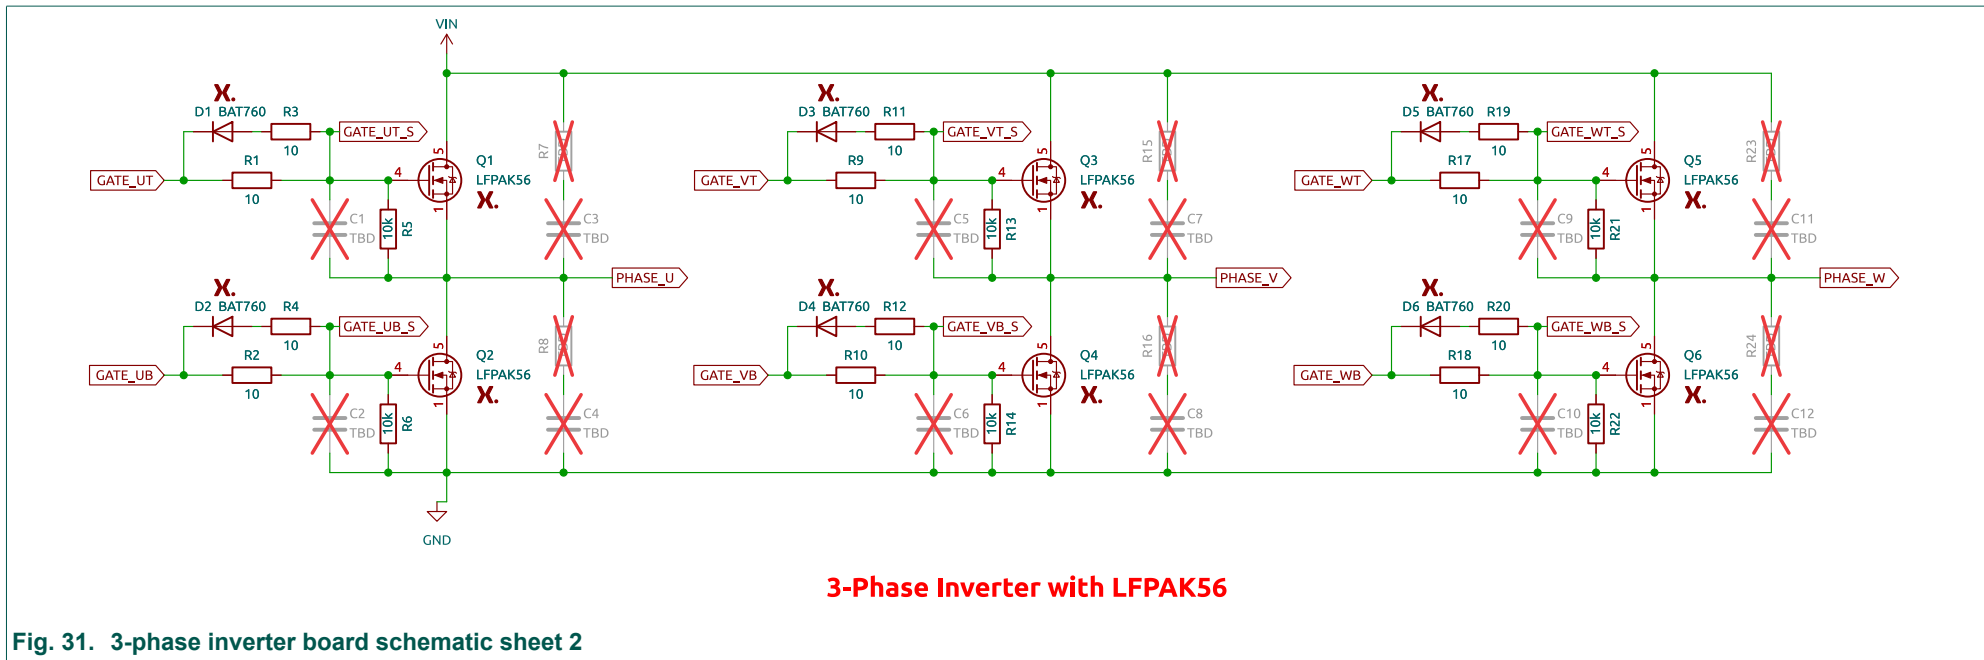 VIN
X. X. X.
D1 BAT760 R3 D3 BAT760 R11 D5 BAT760 R19
GATE_UT_S GATE_VT_S GATE_WT_S
10 10 10
R7 R15 R23
R1 R9 R17
5 5 5
Q1 Q3 Q5
GATE_UT 4 LFPAK56 GATE_VT 4 LFPAK56 GATE_WT 4 LFPAK56
10 10 10
X. X. X.
1 1 1
C1 C3 C5 C7 C9 C11
TBD 10k R5 TBD TBD 10k R13 TBD TBD 10k R21 TBD
PHASE_U PHASE_V PHASE_W
X. X. X.
D2 BAT760 R4 D4 BAT760 R12 D6 BAT760 R20
GATE_UB_S GATE_VB_S GATE_WB_S
10 10 10
R8 R16 R24
R2 R10 R18
5 5 5
Q2 Q4 Q6
GATE_UB 4 LFPAK56 GATE_VB 4 LFPAK56 GATE_WB 4 LFPAK56
10 10 10
X. X. X.
1 1 1
C2 C4 C6 C8 C10 C12
TBD 10k R6 TBD TBD 10k R14 TBD TBD 10k R22 TBD
GND
3-Phase Inverter with LFPAK56
Fig. 31. 3-phase inverter board schematic sheet 2